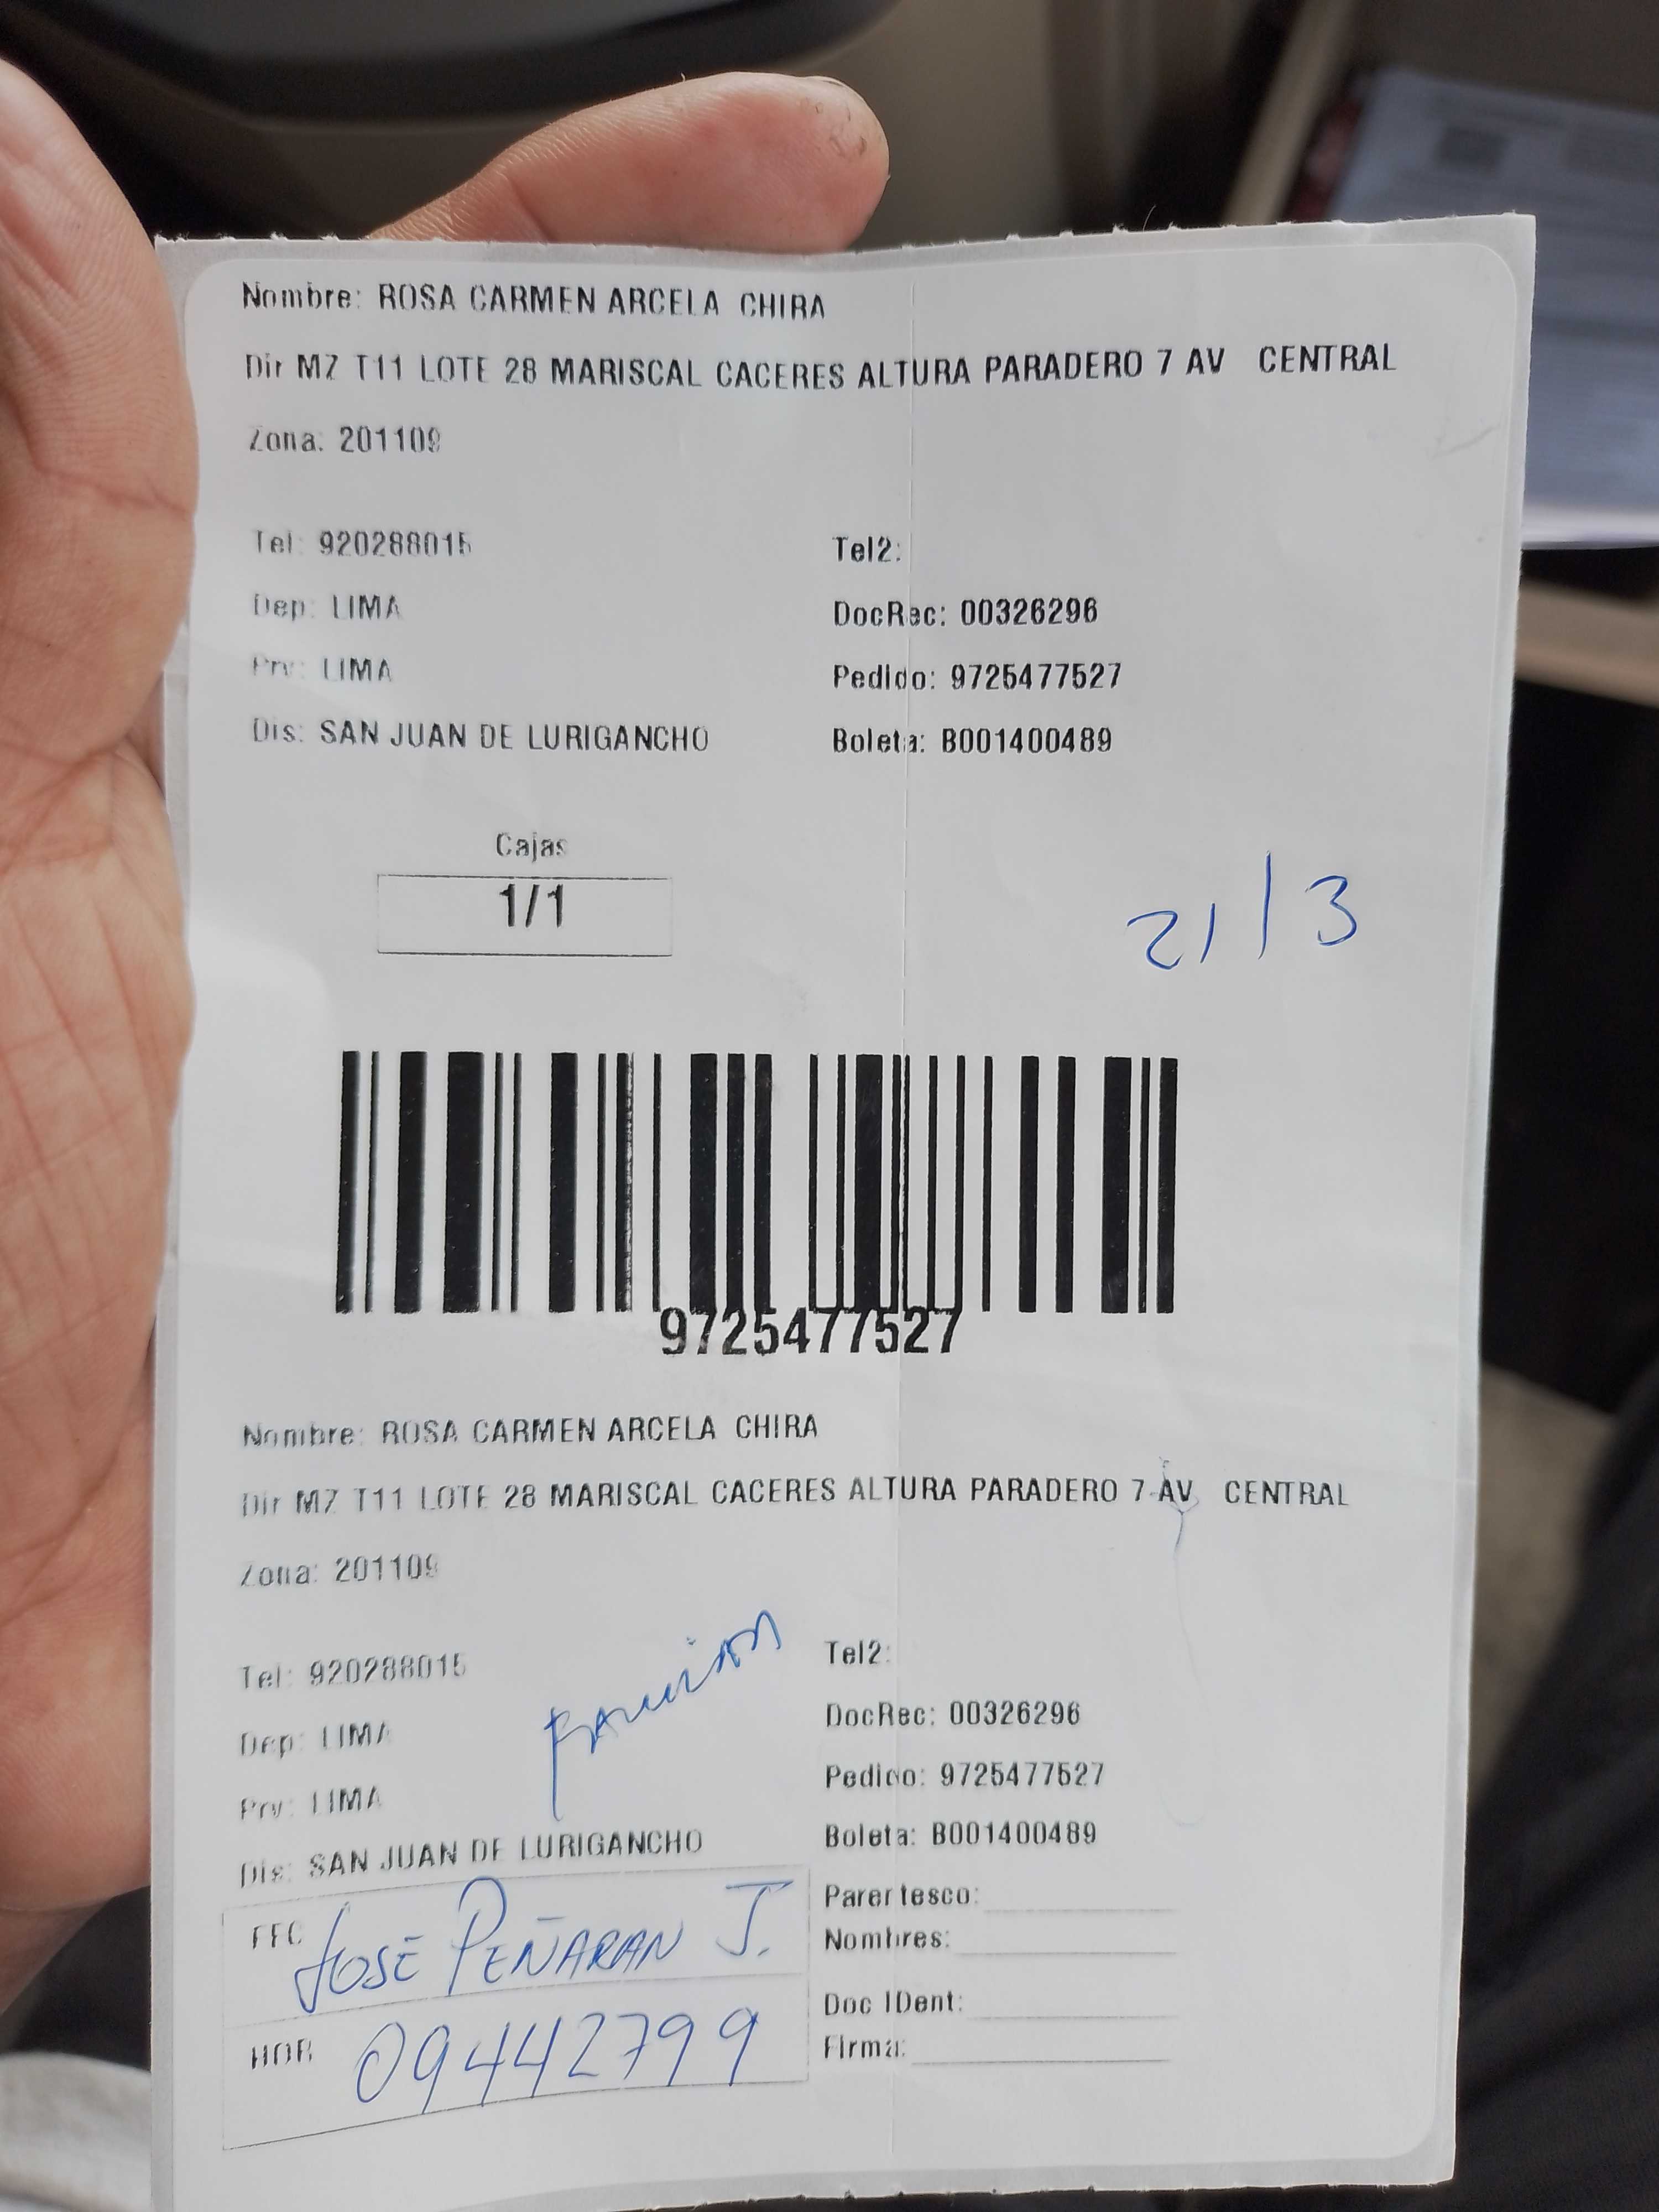 Nombre: ROSA CARMEN ARCELA CHIRA
Dir MZ T11 LOTE 28 MARISCAL CACERES ALTURA PARADERO 7 AV CENTRAL
Zona: 201109
Tel: 920288015 Tel2:
Dep: LIMA DocRec: 00326296
Prv: LIMA Pedido: 9725477527
Dis: SAN JUAN DE LURIGANCHO Boleta: B001400489
Cajas
1/1
21/3
9725477527
Nombre: ROSA CARMEN ARCELA CHIRA
Dir MZ T11 LOTE 28 MARISCAL CACERES ALTURA PARADERO 7 AV CENTRAL
Zona: 201109
Tel: 920288015 Tel2:
Dep: LIMA DocRec: 00326296
Prv: LIMA Pedido: 9725477527
Dis: SAN JUAN DE LURIGANCHO Boleta: B001400489
FEC JOSE PEÑARAN J. Parentesco:
Nombres:
HOR 09442799 Doc IDent:
Firma: